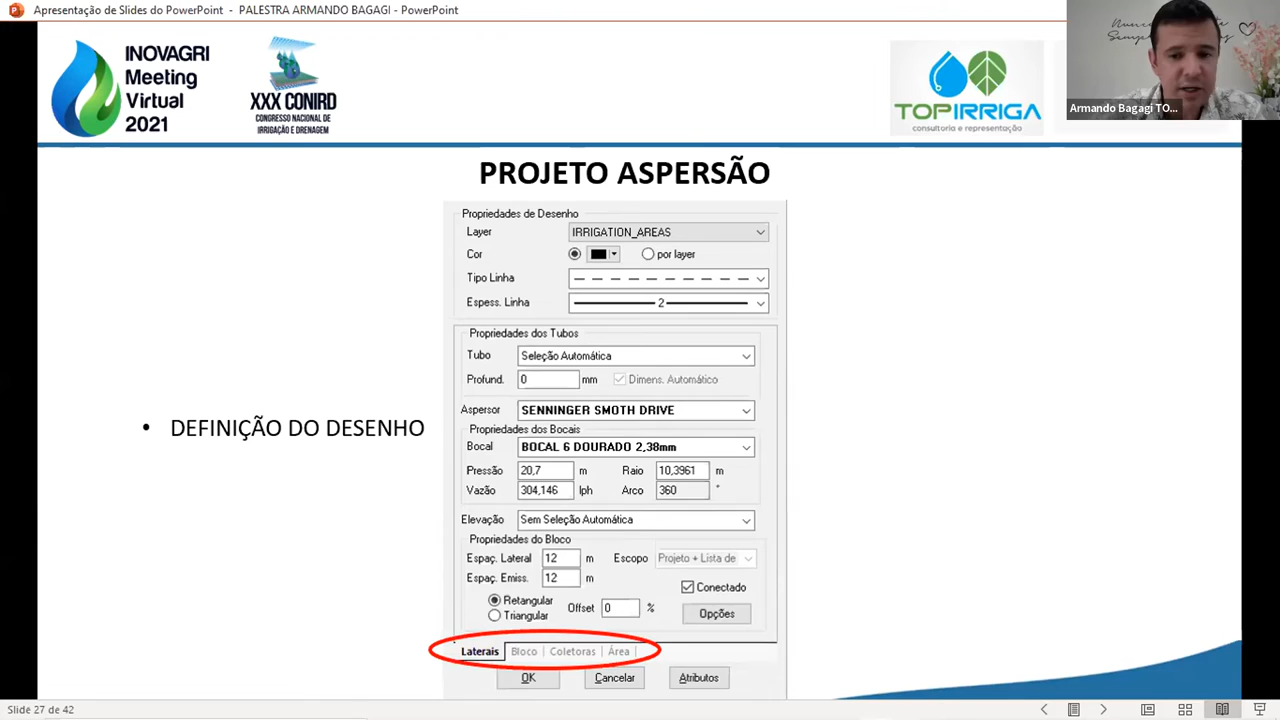 Apresentação de Slides do PowerPoint - PALESTRA ARMANDO BAGAGI - PowerPoint
INOVAGRI
Meeting
Virtual
2021
XXX CONIRD
CONGRESSO NACIONAL DE
IRRIGAÇÃO E DRENAGEM
TOPIRRIGA
consultoria e representação
Armando Bagagi TO...
PROJETO ASPERSÃO
• DEFINIÇÃO DO DESENHO
Propriedades de Desenho
Layer IRRIGATION_AREAS
Cor por layer
Tipo Linha
Espess. Linha 2
Propriedades dos Tubos
Tubo Seleção Automática
Profund. 0 mm Dimens. Automático
Aspersor SENNINGER SMOTH DRIVE
Propriedades dos Bocais
Bocal BOCAL 6 DOURADO 2,38mm
Pressão 20,7 m Raio 10,3961 m
Vazão 304,146 lph Arco 360 °
Elevação Sem Seleção Automática
Propriedades do Bloco
Espaç. Lateral 12 m Escopo Projeto + Lista de
Espaç. Emiss. 12 m Conectado
Retangular
Triangular
Offset 0 % Opções
Laterais Bloco Coletoras Área
OK Cancelar Atributos
Slide 27 de 42